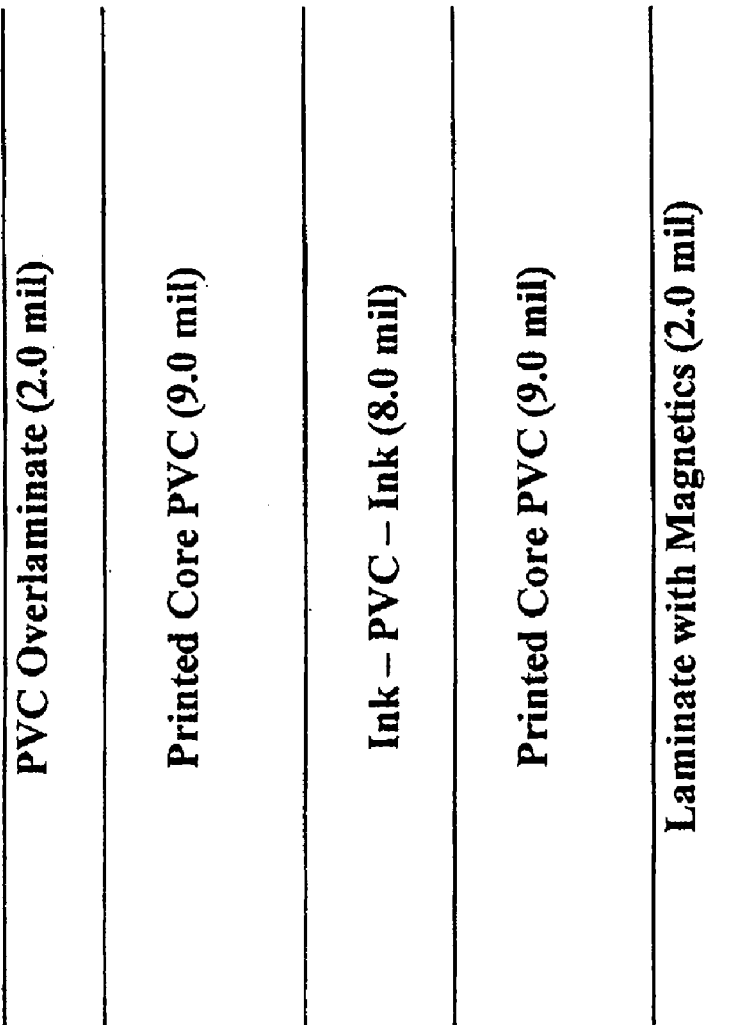 PVC Overlaminate (2.0 mil)
Printed Core PVC (9.0 mil)
Ink – PVC – Ink (8.0 mil)
Printed Core PVC (9.0 mil)
Laminate with Magnetics (2.0 mil)